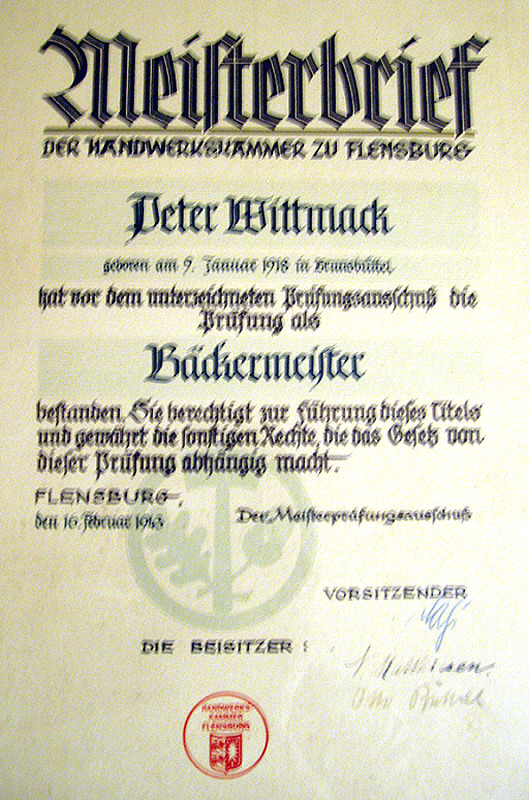 Meisterbrief
DER HANDWERKSKAMMER ZU FLENSBURG
Peter Wittmack
geboren am 9. Januar 1918 in Brunsbüttel
hat vor dem unterzeichneten Prüfungsausschuß die
Prüfung als
Bäckermeister
bestanden. Sie berechtigt zur Führung dieses Titels
und gewährt die sonstigen Rechte, die das Gesetz von
dieser Prüfung abhängig macht.
FLENSBURG,
den 16. Februar 1943
Der Meisterprüfungsausschuß
VORSITZENDER
DIE BEISITZER:
HANDWERKS
KAMMER
FLENSBURG